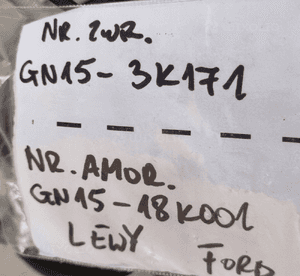 NR. ZWR.
GN15-3K171
NR. AMOR.
GN15-18K001
LEWY FORD